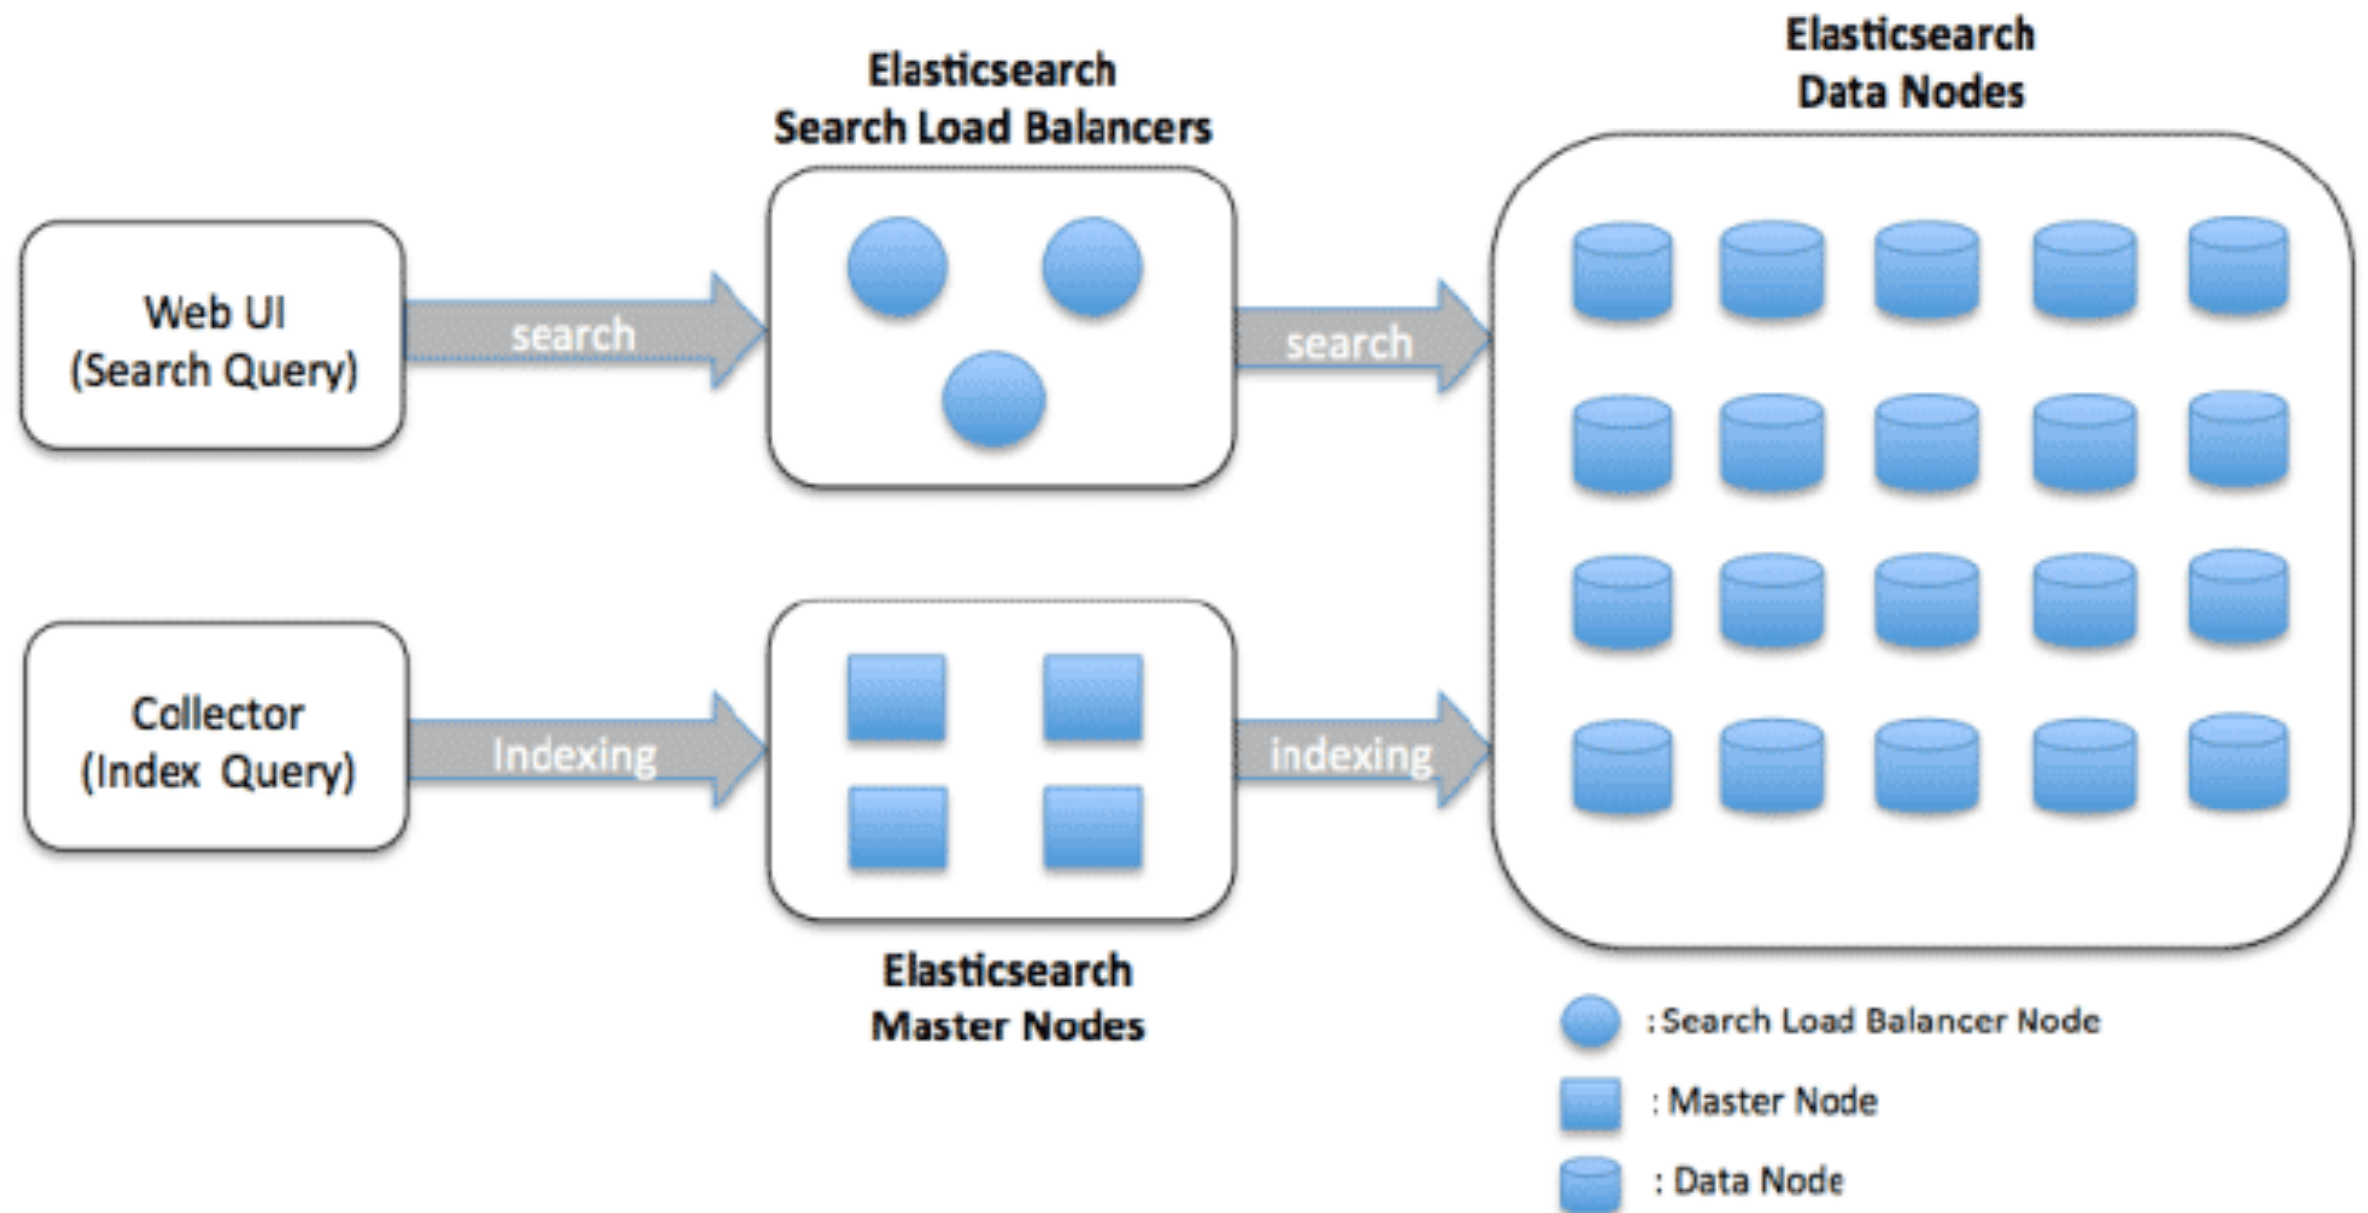 Elasticsearch
Search Load Balancers
Elasticsearch
Data Nodes
Web UI
(Search Query)
search
search
Collector
(Index Query)
Indexing
indexing
Elasticsearch
Master Nodes
: Search Load Balancer Node
: Master Node
: Data Node